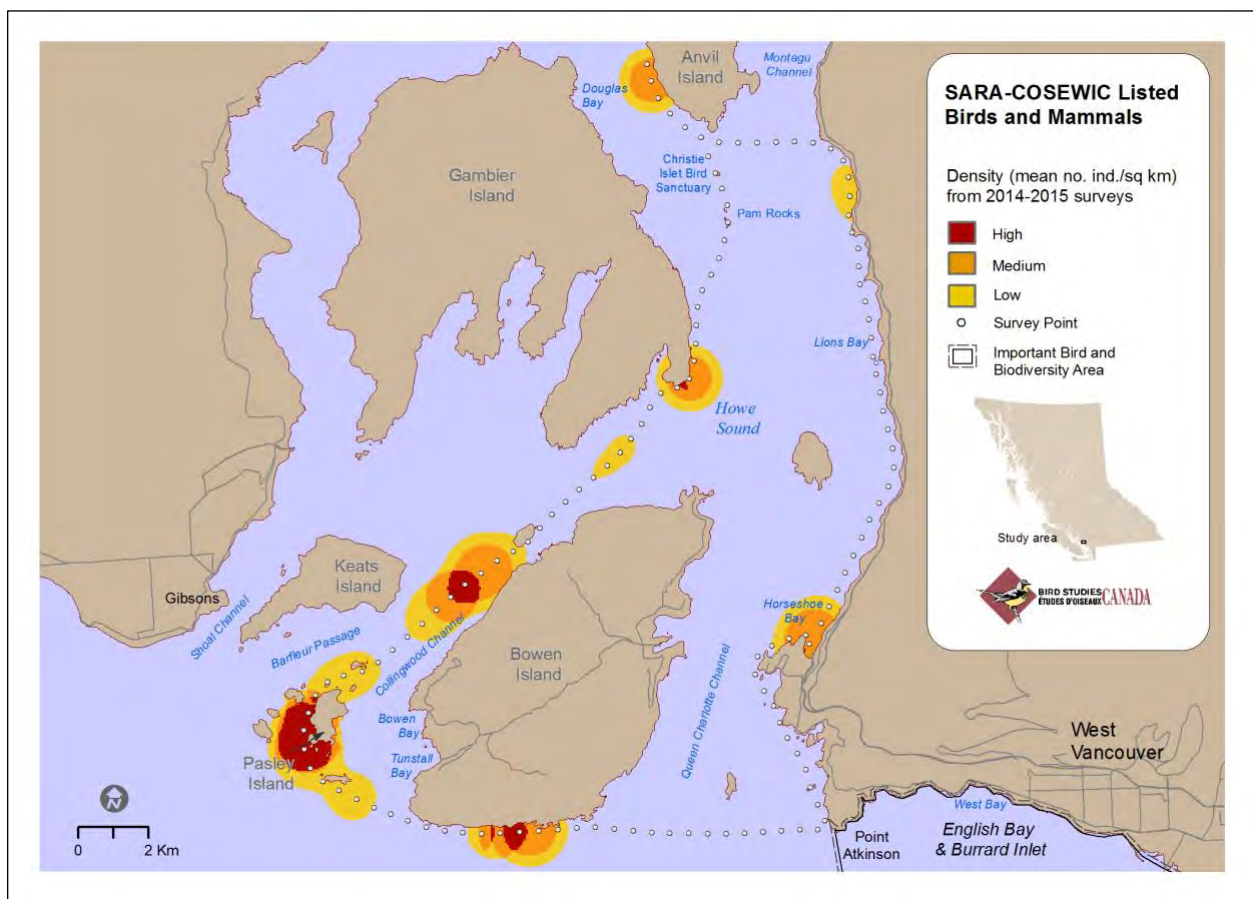 Anvil
Island
Montagu
Channel
Douglas
Bay
Christie
Islet Bird
Sanctuary
Gambier
Island
Pam Rocks
Lions Bay
Howe
Sound
Keats
Island
Gibsons
Shoal Channel
Barfleur Passage
Collingwood Channel
Bowen
Island
Horseshoe
Bay
Bowen
Bay
Tunstall
Bay
Queen Charlotte Channel
Pasley
Island
West
Vancouver
West Bay
Point
Atkinson
English Bay
& Burrard Inlet
N
0 2 Km
SARA-COSEWIC Listed
Birds and Mammals
Density (mean no. ind./sq km)
from 2014-2015 surveys
High
Medium
Low
Survey Point
Important Bird and
Biodiversity Area
Study area
BIRD STUDIES
ÉTUDES D'OISEAUX CANADA